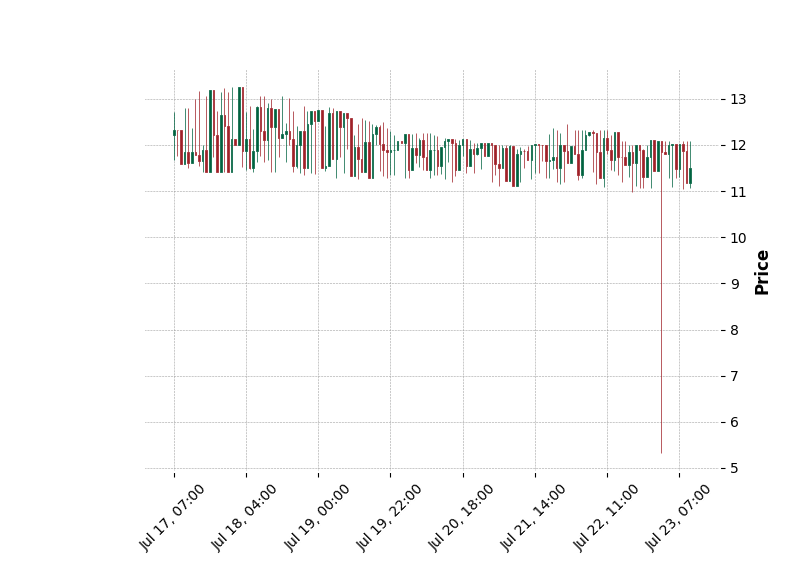 13
12
11
10
9
8
7
6
5
Price
Jul 17, 07:00
Jul 18, 04:00
Jul 19, 00:00
Jul 19, 22:00
Jul 20, 18:00
Jul 21, 14:00
Jul 22, 11:00
Jul 23, 07:00